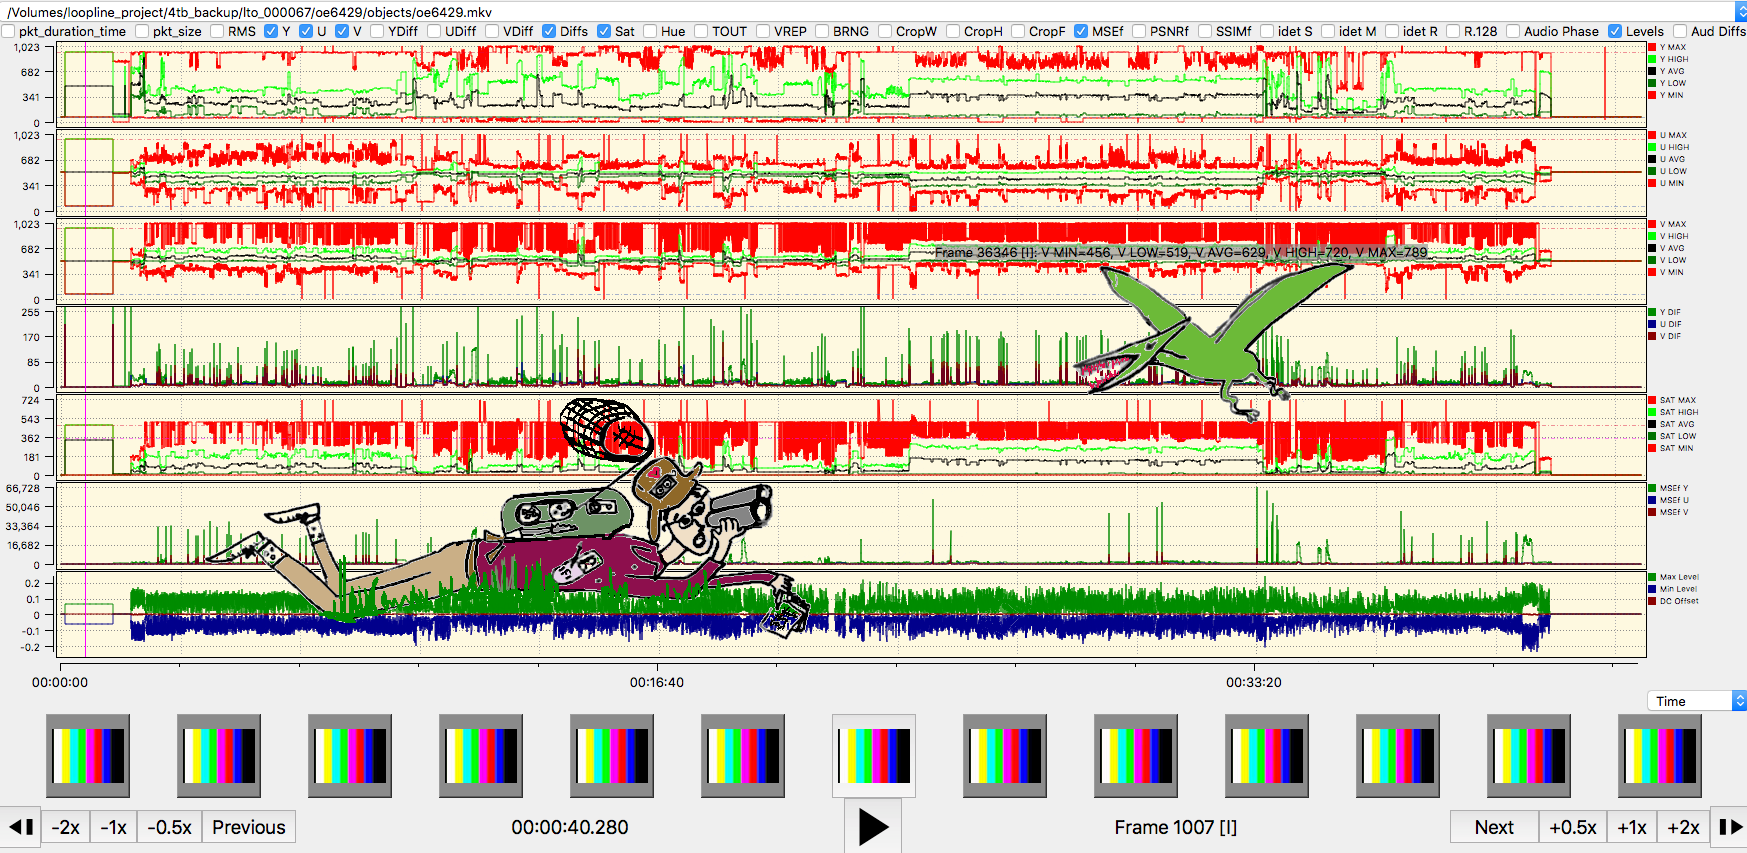 /Volumes/loopline_project/4tb_backup/lto_000067/oe6429/objects/oe6429.mkv
pkt_duration_time pkt_size RMS Y U V YDiff UDiff VDiff Diffs Sat Hue TOUT VREP BRNG CropW CropH CropF MSEf PSNRf SSIMf idet S idet M idet R R.128 Audio Phase Levels Aud Diffs
1,023
682
341
0
Y MAX
Y HIGH
Y AVG
Y LOW
Y MIN
1,023
682
341
0
U MAX
U HIGH
U AVG
U LOW
U MIN
1,023
682
341
0
Frame 36346 [I]: V MIN=456, V LOW=519, V AVG=629, V HIGH=720, V MAX=789
V MAX
V HIGH
V AVG
V LOW
V MIN
255
170
85
0
Y DIF
U DIF
V DIF
724
543
362
181
0
SAT MAX
SAT HIGH
SAT AVG
SAT LOW
SAT MIN
66,728
50,046
33,364
16,682
0
MSEf Y
MSEf U
MSEf V
0.2
0.1
0
-0.1
-0.2
Max Level
Min Level
DC Offset
00:00:00 00:16:40 00:33:20
Time
-2x -1x -0.5x Previous 00:00:40.280 Frame 1007 [I] Next +0.5x +1x +2x